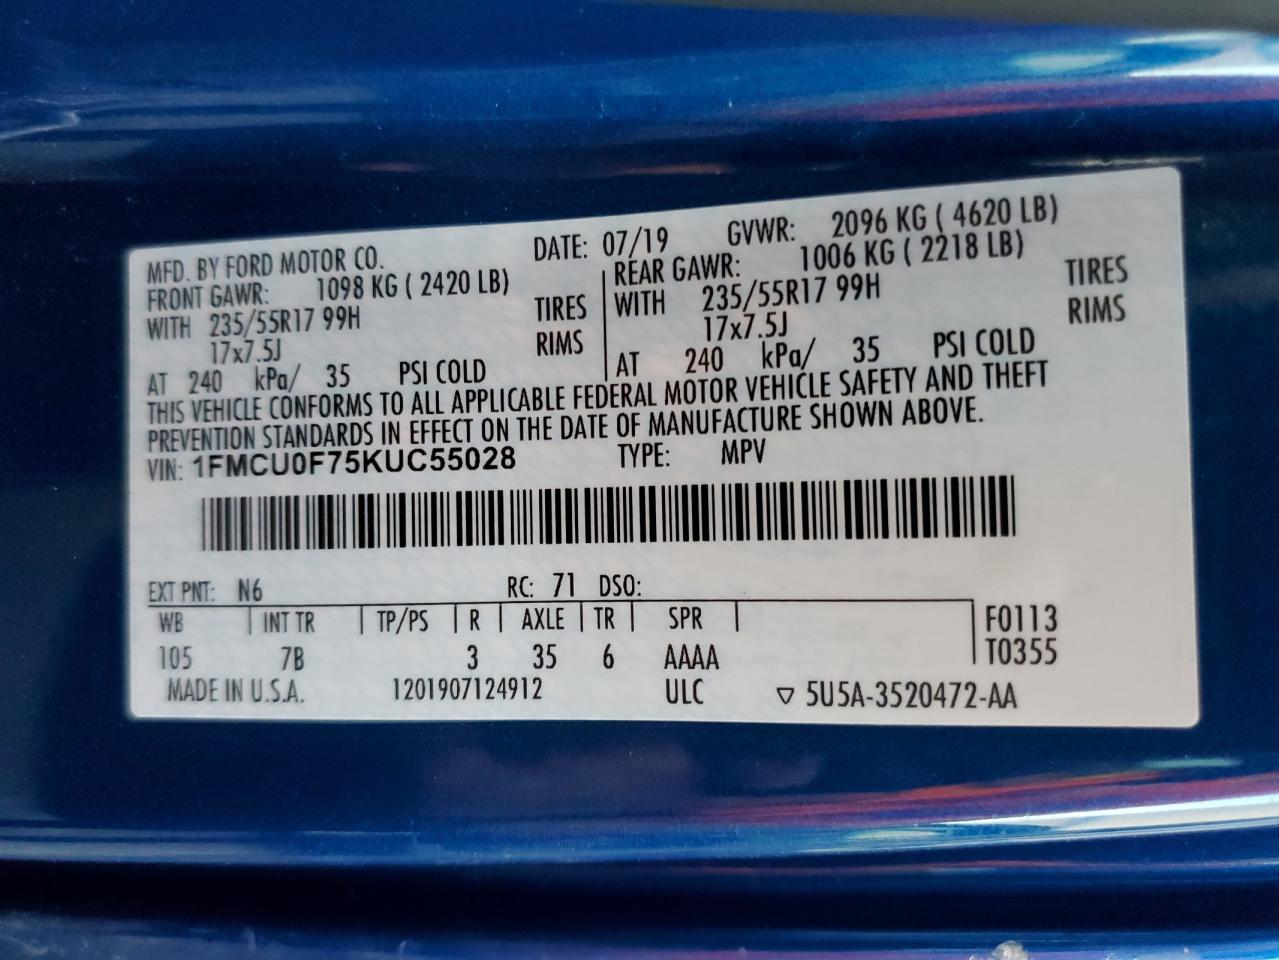 MFD. BY FORD MOTOR CO. DATE: 07/19 GVWR: 2096 KG ( 4620 LB)
FRONT GAWR: 1098 KG ( 2420 LB) REAR GAWR: 1006 KG ( 2218 LB)
WITH 235/55R17 99H TIRES WITH 235/55R17 99H TIRES
17x7.5J RIMS 17x7.5J RIMS
AT 240 kPa/ 35 PSI COLD AT 240 kPa/ 35 PSI COLD
THIS VEHICLE CONFORMS TO ALL APPLICABLE FEDERAL MOTOR VEHICLE SAFETY AND THEFT
PREVENTION STANDARDS IN EFFECT ON THE DATE OF MANUFACTURE SHOWN ABOVE.
VIN: 1FMCU0F75KUC55028 TYPE: MPV
EXT PNT: N6 RC: 71 DSO:
WB INT TR TP/PS R AXLE TR SPR F0113
105 7B 3 35 6 AAAA T0355
MADE IN U.S.A. 1201907124912 ULC ▽ 5U5A-3520472-AA